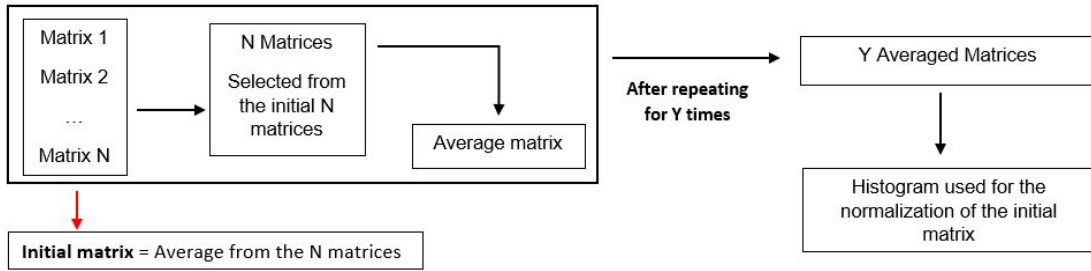 Matrix 1
Matrix 2
...
Matrix N
N Matrices
Selected from
the initial N
matrices
Average matrix
After repeating
for Y times
Y Averaged Matrices
Histogram used for the
normalization of the initial
matrix
Initial matrix = Average from the N matrices